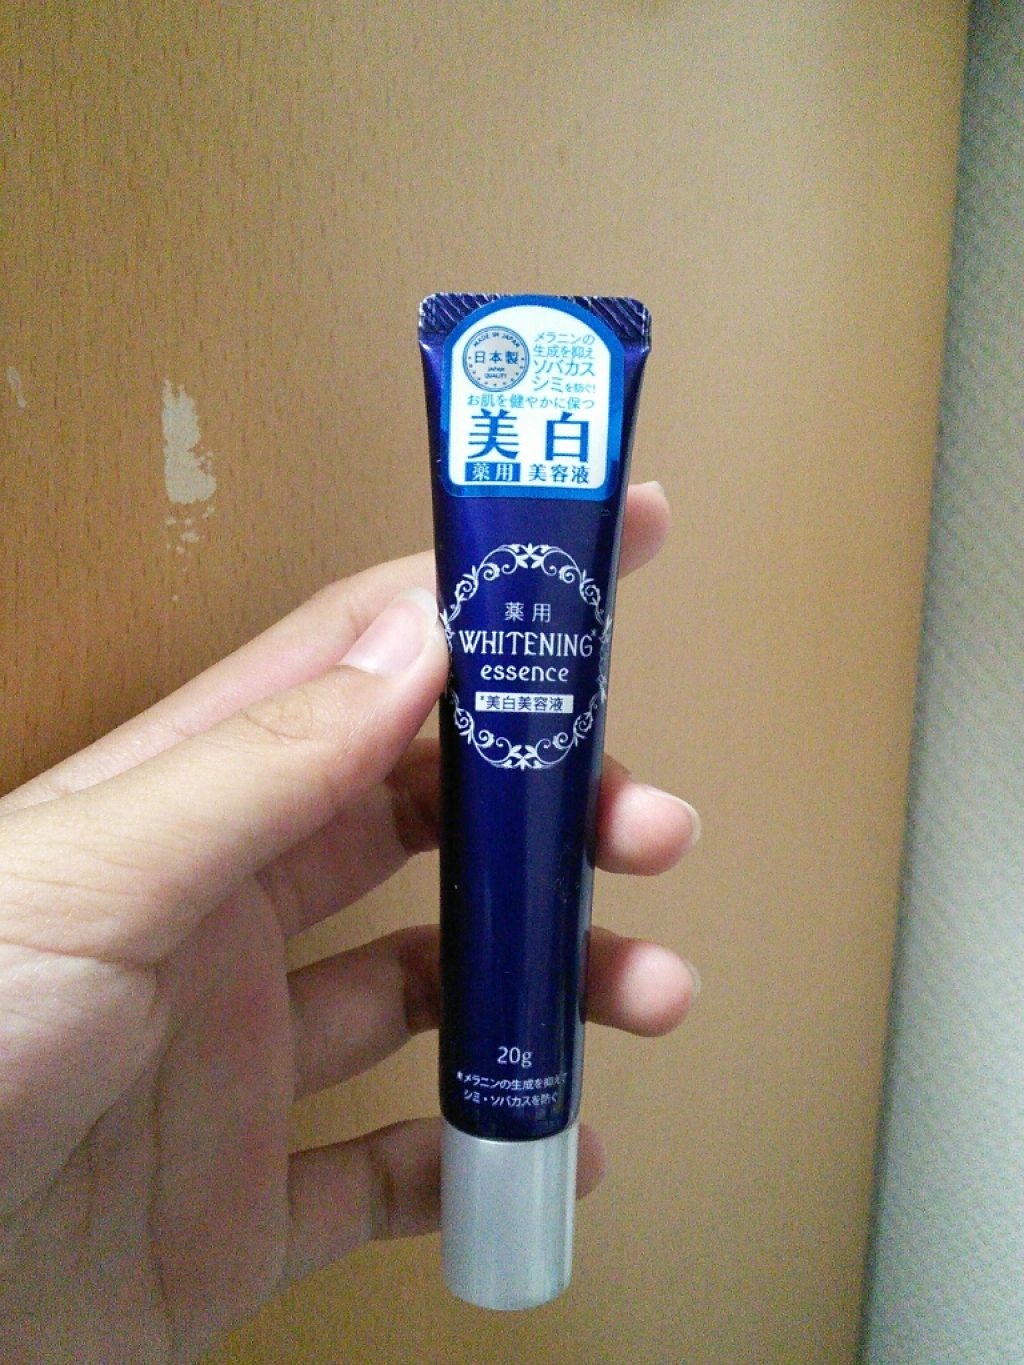 MADE IN JAPAN
日本製
JAPAN
QUALITY
メラニンの
生成を抑え
ソバカス
シミを防ぐ!
お肌を健やかに保つ
美白
薬用 美容液
薬用
WHITENING*
essence
*美白美容液
20g
*メラニンの生成を抑えて
シミ・ソバカスを防ぐ